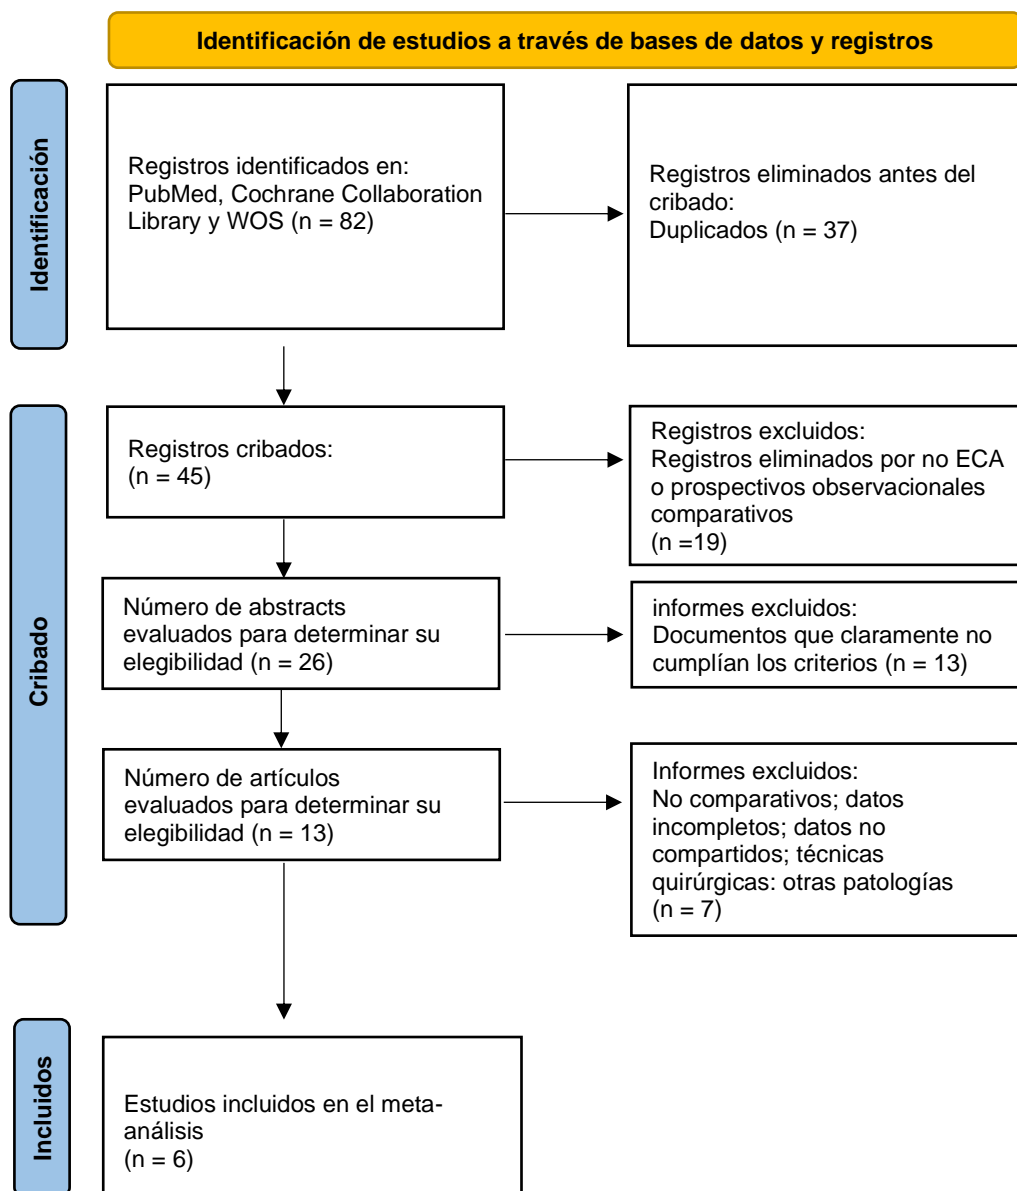 Identificación de estudios a través de bases de datos y registros
Identificación
Registros identificados en:
PubMed, Cochrane Collaboration
Library y WOS (n = 82)
Registros eliminados antes del
cribado:
Duplicados (n = 37)
Cribado
Registros cribados:
(n = 45)
Registros excluidos:
Registros eliminados por no ECA
o prospectivos observacionales
comparativos
(n =19)
Número de abstracts
evaluados para determinar su
elegibilidad (n = 26)
informes excluidos:
Documentos que claramente no
cumplían los criterios (n = 13)
Número de artículos
evaluados para determinar su
elegibilidad (n = 13)
Informes excluidos:
No comparativos; datos
incompletos; datos no
compartidos; técnicas
quirúrgicas: otras patologías
(n = 7)
Incluidos
Estudios incluidos en el meta-
análisis
(n = 6)